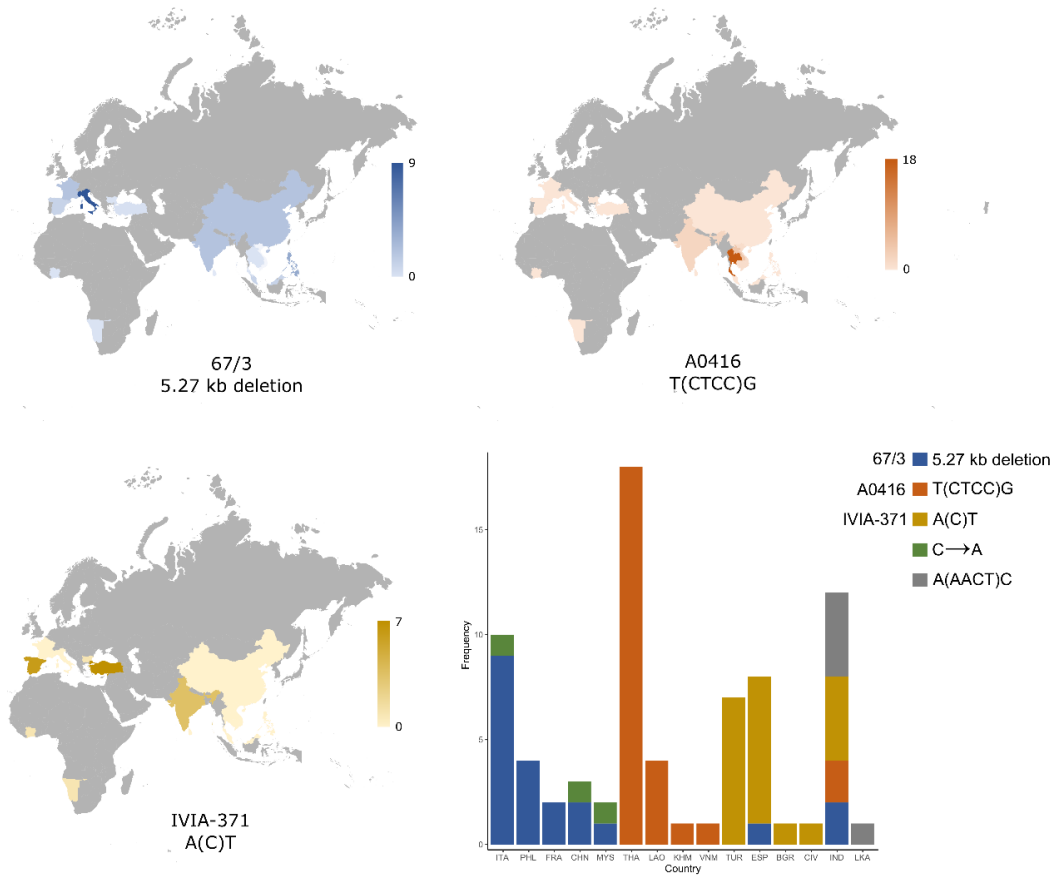 9
0
67/3
5.27 kb deletion
18
0
A0416
T(CTCC)G
7
0
IVIA-371
A(C)T
67/3 5.27 kb deletion
A0416 T(CTCC)G
IVIA-371 A(C)T
C→A
A(AACT)C
Frequency
15
10
5
0
ITA PHL FRA CHN MYS THA LAO KHM VNM TUR ESP BGR CIV IND LKA
Country